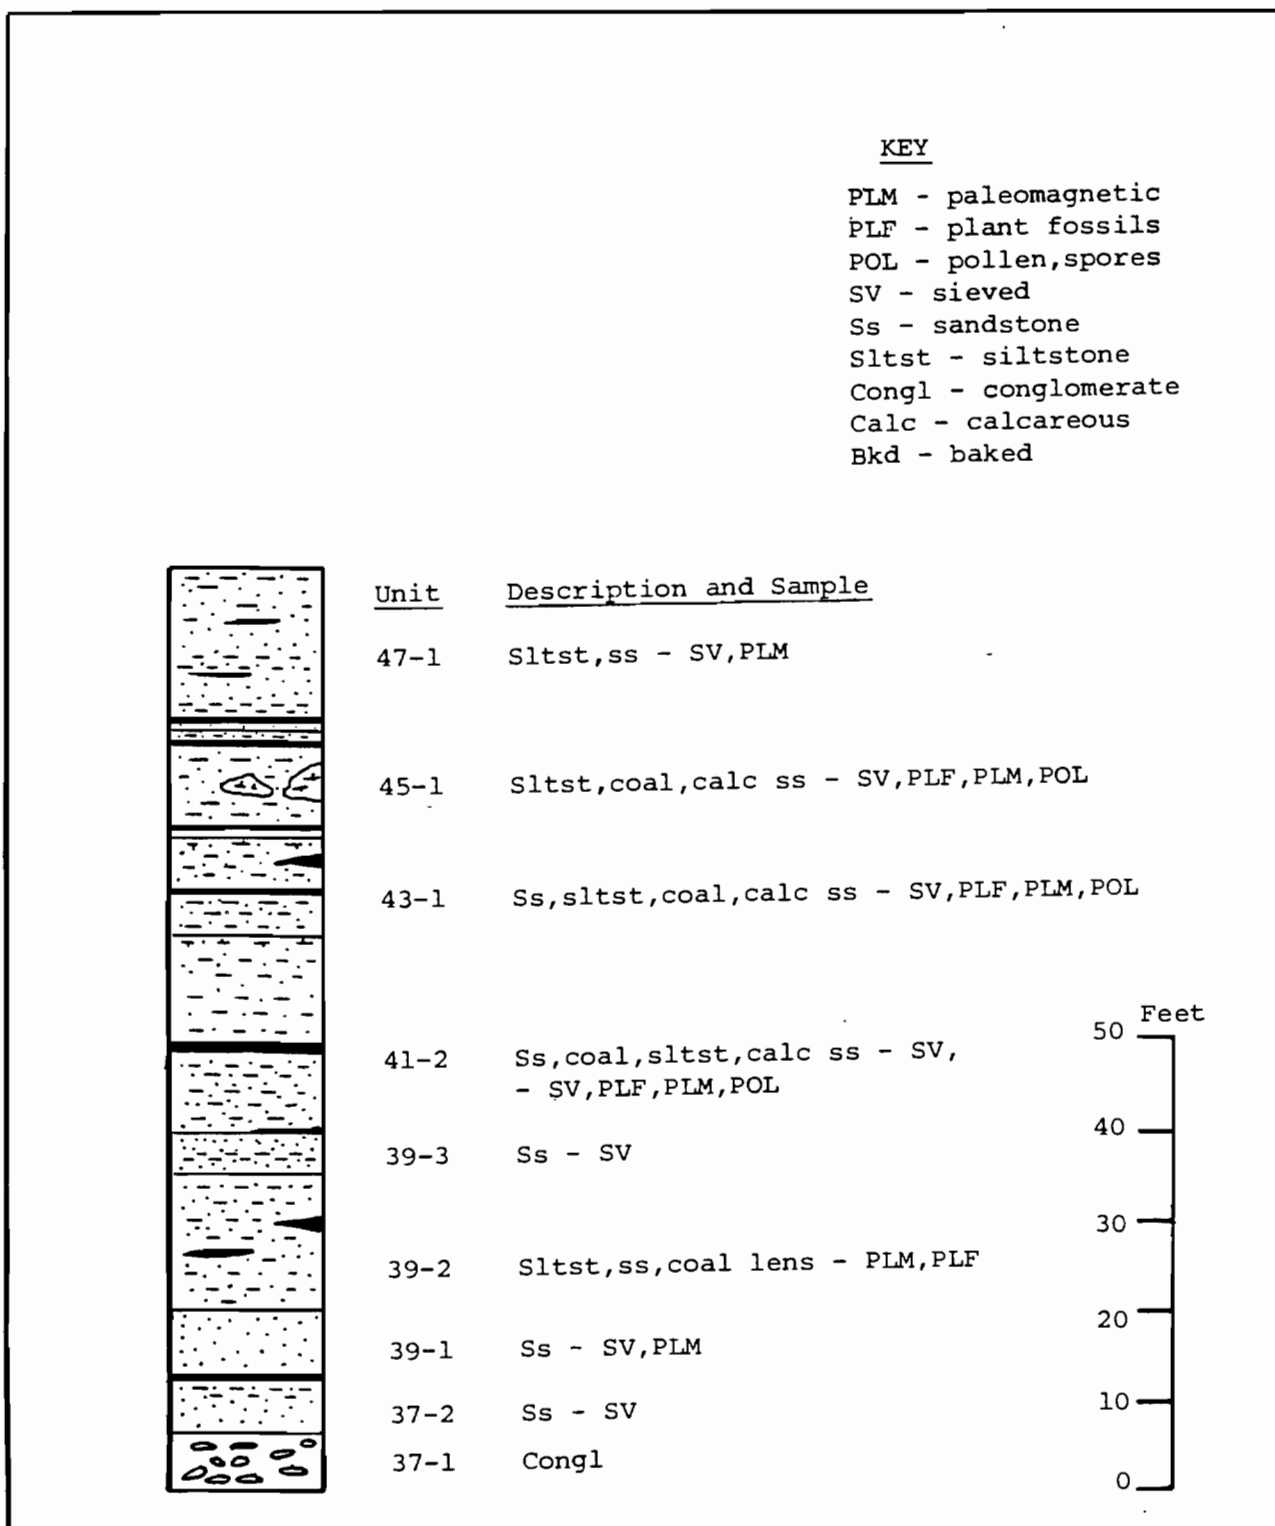 KEY
PLM - paleomagnetic
PLF - plant fossils
POL - pollen,spores
SV - sieved
Ss - sandstone
Sltst - siltstone
Congl - conglomerate
Calc - calcareous
Bkd - baked
Unit Description and Sample
47-1 Sltst,ss - SV,PLM
45-1 Sltst,coal,calc ss - SV,PLF,PLM,POL
43-1 Ss,sltst,coal,calc ss - SV,PLF,PLM,POL
41-2 Ss,coal,sltst,calc ss - SV,
- SV,PLF,PLM,POL
39-3 Ss - SV
39-2 Sltst,ss,coal lens - PLM,PLF
39-1 Ss - SV,PLM
37-2 Ss - SV
37-1 Congl
Feet
50
40
30
20
10
0